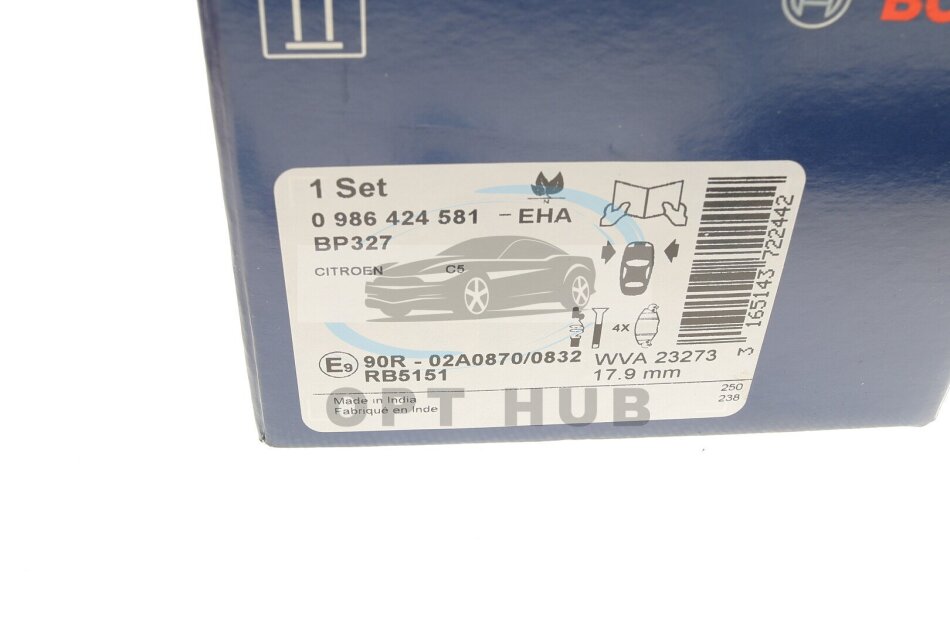 BO
1 Set
0 986 424 581 - EHA
BP327
CITROEN C5
4X
E9 90R - 02A0870/0832 WVA 23273
RB5151 17.9 mm
250
238
Made in India
Fabriqué en Inde
3 165143 722442
OPT HUB